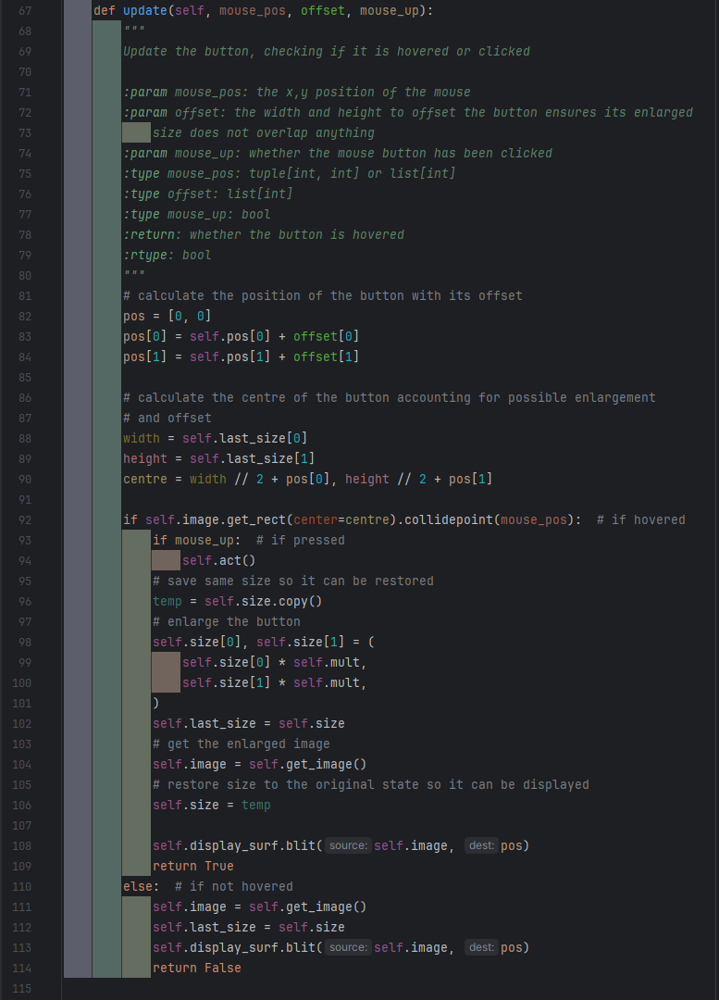 67 def update(self, mouse_pos, offset, mouse_up):
68 """
69 Update the button, checking if it is hovered or clicked
70
71 :param mouse_pos: the x,y position of the mouse
72 :param offset: the width and height to offset the button ensures its enlarged
73 size does not overlap anything
74 :param mouse_up: whether the mouse button has been clicked
75 :type mouse_pos: tuple[int, int] or list[int]
76 :type offset: list[int]
77 :type mouse_up: bool
78 :return: whether the button is hovered
79 :rtype: bool
80 """
81 # calculate the position of the button with its offset
82 pos = [0, 0]
83 pos[0] = self.pos[0] + offset[0]
84 pos[1] = self.pos[1] + offset[1]
85
86 # calculate the centre of the button accounting for possible enlargement
87 # and offset
88 width = self.last_size[0]
89 height = self.last_size[1]
90 centre = width // 2 + pos[0], height // 2 + pos[1]
91
92 if self.image.get_rect(center=centre).collidepoint(mouse_pos):  # if hovered
93 if mouse_up:  # if pressed
94 self.act()
95 # save same size so it can be restored
96 temp = self.size.copy()
97 # enlarge the button
98 self.size[0], self.size[1] = (
99 self.size[0] * self.mult,
100 self.size[1] * self.mult,
101 )
102 self.last_size = self.size
103 # get the enlarged image
104 self.image = self.get_image()
105 # restore size to the original state so it can be displayed
106 self.size = temp
107
108 self.display_surf.blit( source: self.image, dest: pos)
109 return True
110 else:  # if not hovered
111 self.image = self.get_image()
112 self.last_size = self.size
113 self.display_surf.blit( source: self.image, dest: pos)
114 return False
115